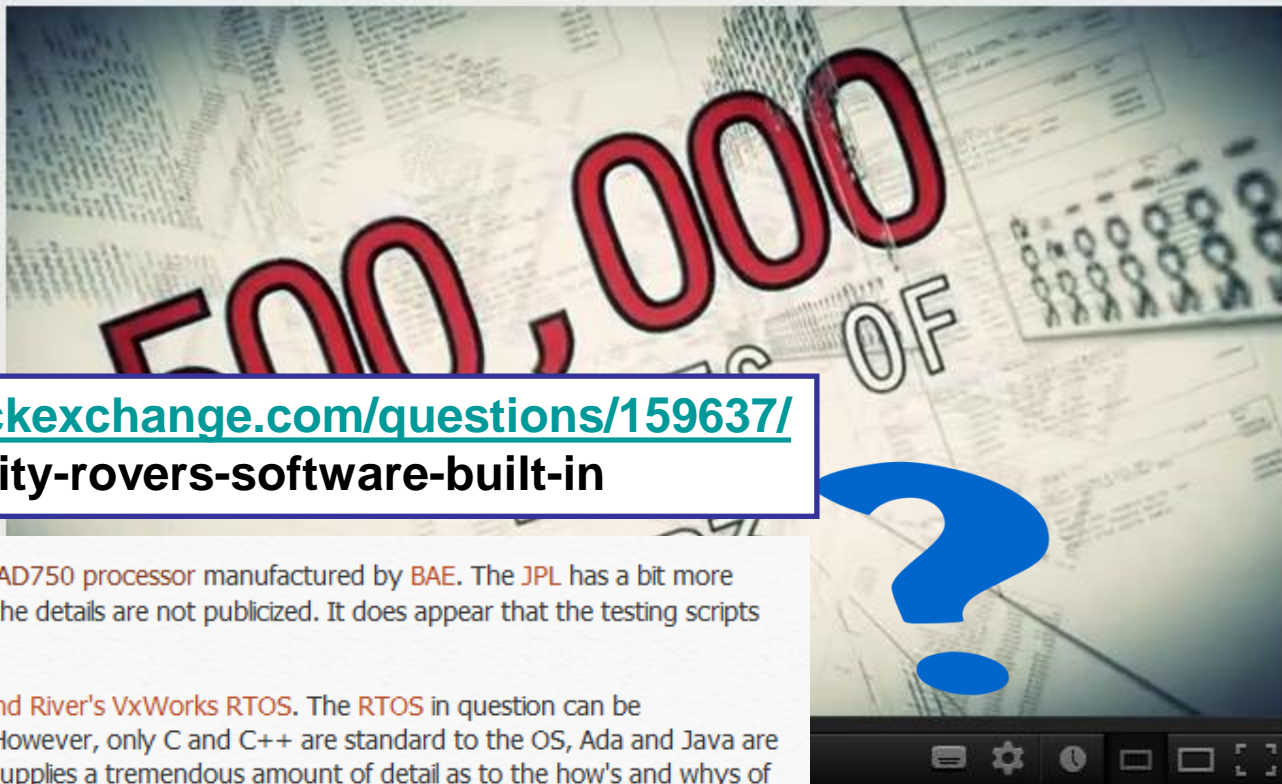 500,000
OF
ckexchange.com/questions/159637/
ity-rovers-software-built-in
AD750 processor manufactured by BAE. The JPL has a bit more
he details are not publicized. It does appear that the testing scripts
nd River's VxWorks RTOS. The RTOS in question can be
However, only C and C++ are standard to the OS, Ada and Java are
upplies a tremendous amount of detail as to the how's and whys of
?